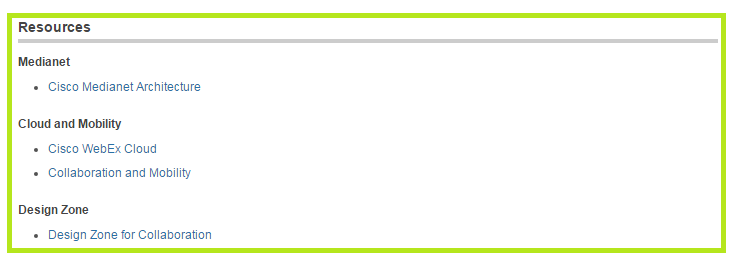 Resources
Medianet
Cisco Medianet Architecture
Cloud and Mobility
Cisco WebEx Cloud
Collaboration and Mobility
Design Zone
Design Zone for Collaboration